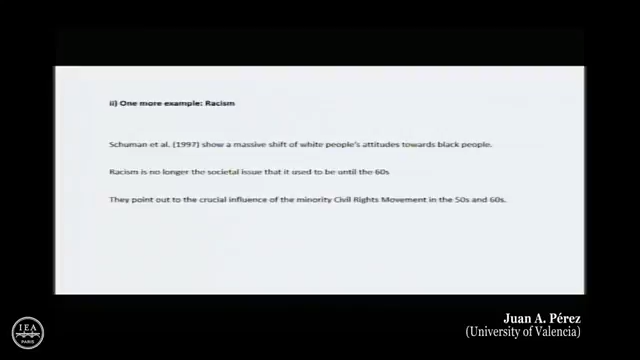 ii) One more example: Racism
Schuman et al. (1997) show a massive shift of white people's attitudes towards black people.
Racism is no longer the societal issue that it used to be until the 60s
They point out to the crucial influence of the minority Civil Rights Movement in the 50s and 60s.
Juan A. Pérez
(University of Valencia)
IEA
PARIS